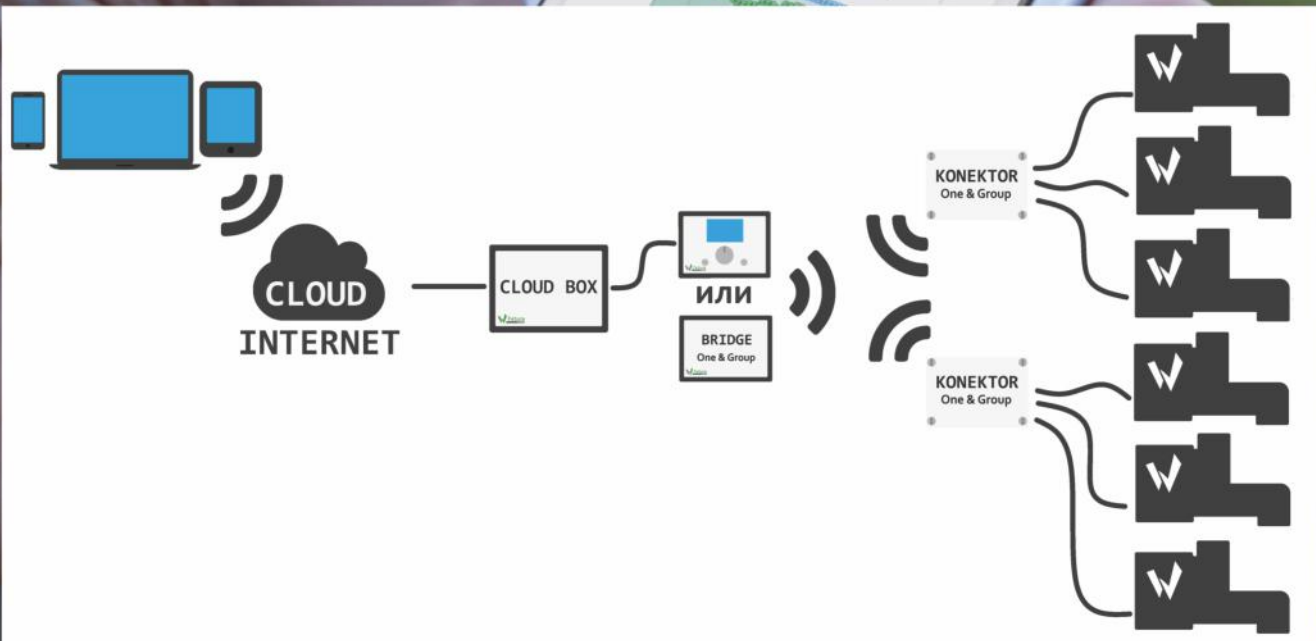 CLOUD
INTERNET
CLOUD BOX
или
BRIDGE
One & Group
KONEKTOR
One & Group
KONEKTOR
One & Group